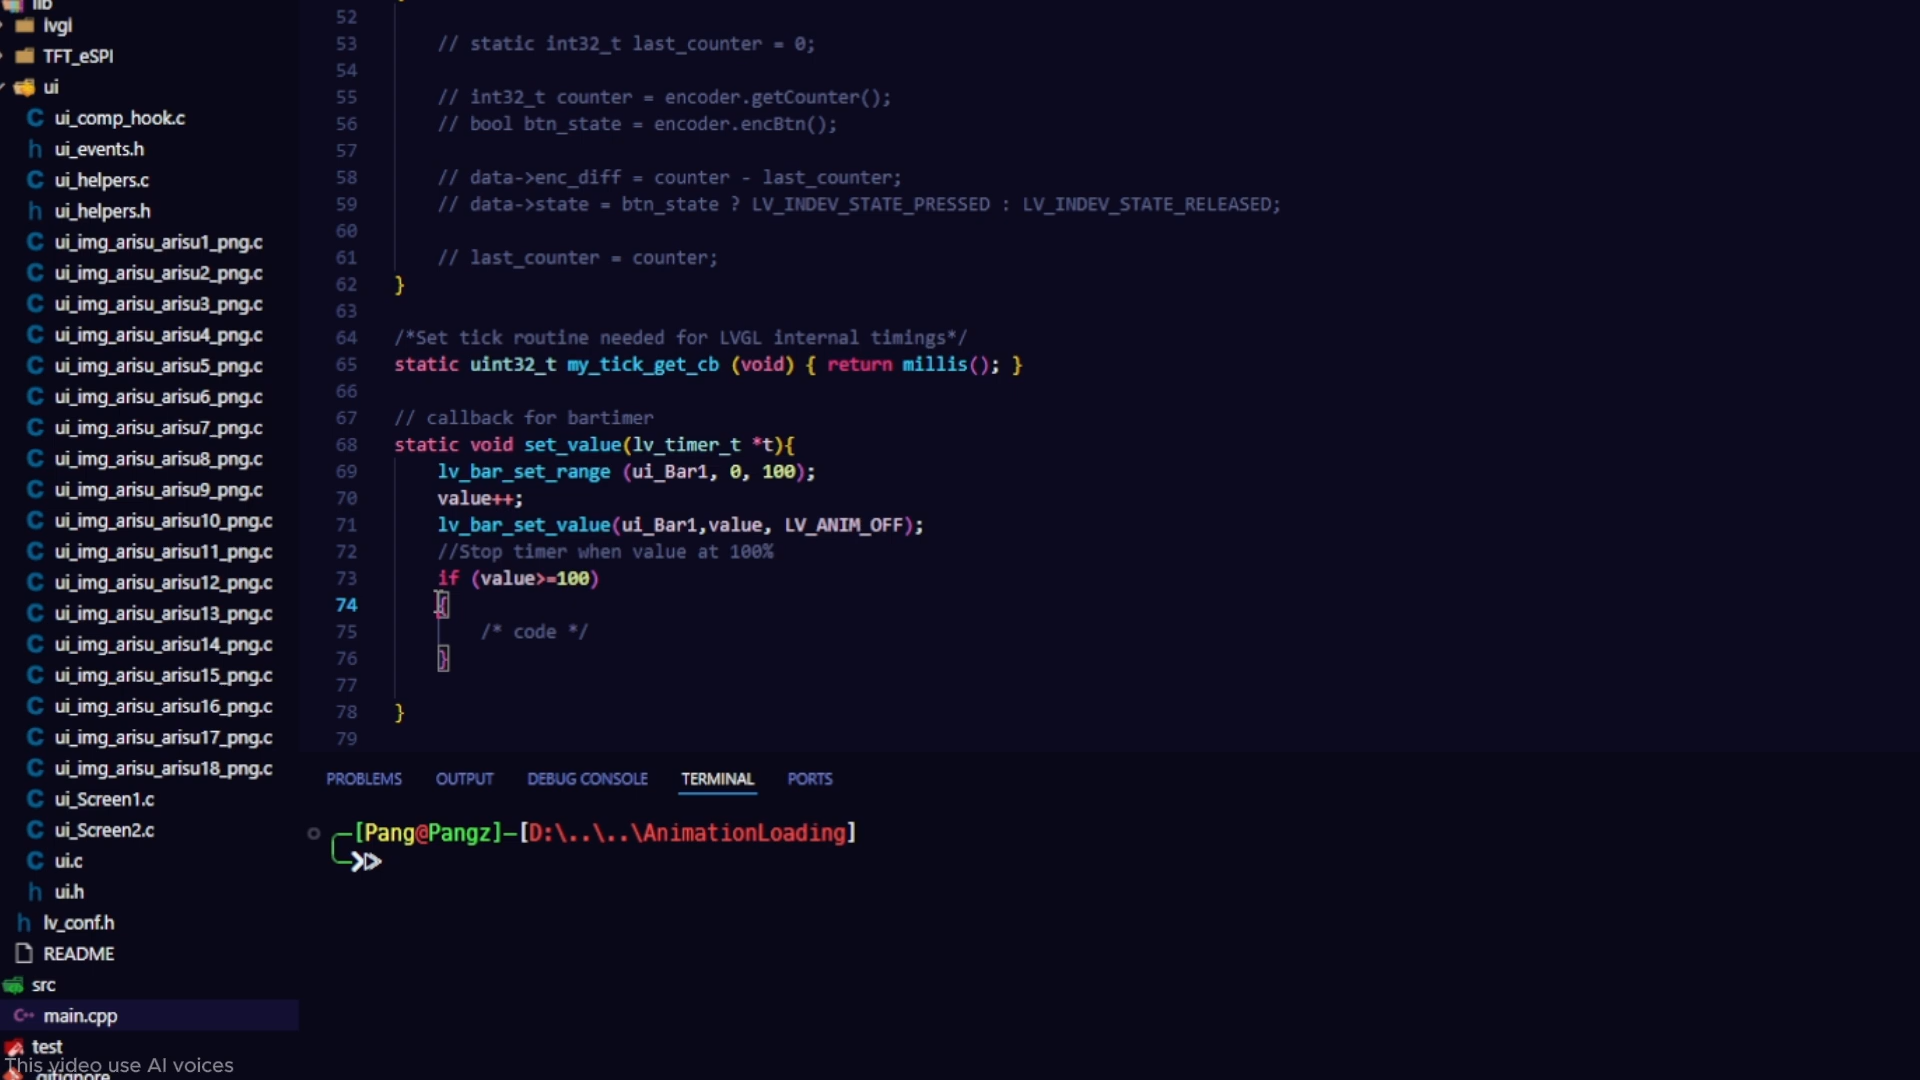 lib
lvgl
TFT_eSPI
ui
ui_comp_hook.c
ui_events.h
ui_helpers.c
ui_helpers.h
ui_img_arisu_arisu1_png.c
ui_img_arisu_arisu2_png.c
ui_img_arisu_arisu3_png.c
ui_img_arisu_arisu4_png.c
ui_img_arisu_arisu5_png.c
ui_img_arisu_arisu6_png.c
ui_img_arisu_arisu7_png.c
ui_img_arisu_arisu8_png.c
ui_img_arisu_arisu9_png.c
ui_img_arisu_arisu10_png.c
ui_img_arisu_arisu11_png.c
ui_img_arisu_arisu12_png.c
ui_img_arisu_arisu13_png.c
ui_img_arisu_arisu14_png.c
ui_img_arisu_arisu15_png.c
ui_img_arisu_arisu16_png.c
ui_img_arisu_arisu17_png.c
ui_img_arisu_arisu18_png.c
ui_Screen1.c
ui_Screen2.c
ui.c
ui.h
lv_conf.h
README
src
main.cpp
test
.gitignore
This video use AI voices
52
53 // static int32_t last_counter = 0;
54
55 // int32_t counter = encoder.getCounter();
56 // bool btn_state = encoder.encBtn();
57
58 // data->enc_diff = counter - last_counter;
59 // data->state = btn_state ? LV_INDEV_STATE_PRESSED : LV_INDEV_STATE_RELEASED;
60
61 // last_counter = counter;
62 }
63
64 /*Set tick routine needed for LVGL internal timings*/
65 static uint32_t my_tick_get_cb (void) { return millis(); }
66
67 // callback for bartimer
68 static void set_value(lv_timer_t *t){
69 lv_bar_set_range (ui_Bar1, 0, 100);
70 value++;
71 lv_bar_set_value(ui_Bar1,value, LV_ANIM_OFF);
72 //Stop timer when value at 100%
73 if (value>=100)
74 {
75 /* code */
76 }
77
78 }
79
PROBLEMS OUTPUT DEBUG CONSOLE TERMINAL PORTS
[Pang@Pangz]-[D:\..\..\AnimationLoading]